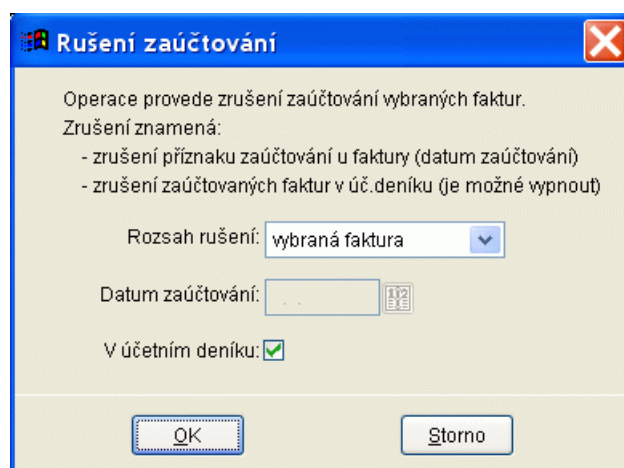 Rušení zaúčtování
Operace provede zrušení zaúčtování vybraných faktur.
Zrušení znamená:
- zrušení příznaku zaúčtování u faktury (datum zaúčtování)
- zrušení zaúčtovaných faktur v úč.deníku (je možné vypnout)
Rozsah rušení: vybraná faktura
Datum zaúčtování: . .
V účetním deníku:
OK Storno